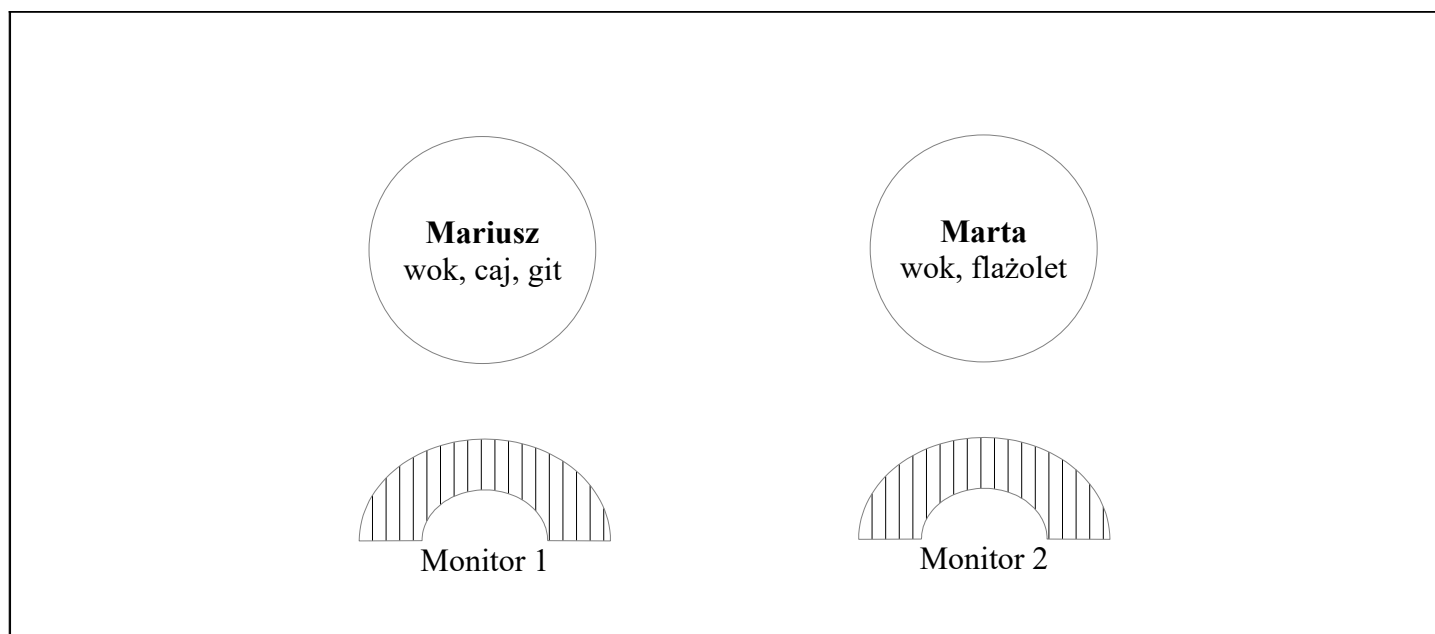 Mariusz
wok, caj, git
Marta
wok, flażolet
Monitor 1
Monitor 2